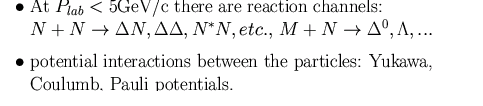 • At P_lab < 5GeV/c there are reaction channels:
N + N → ΔN, ΔΔ, N*N, etc., M + N → Δ⁰, Λ, ...
• potential interactions between the particles: Yukawa,
Coulumb, Pauli potentials.